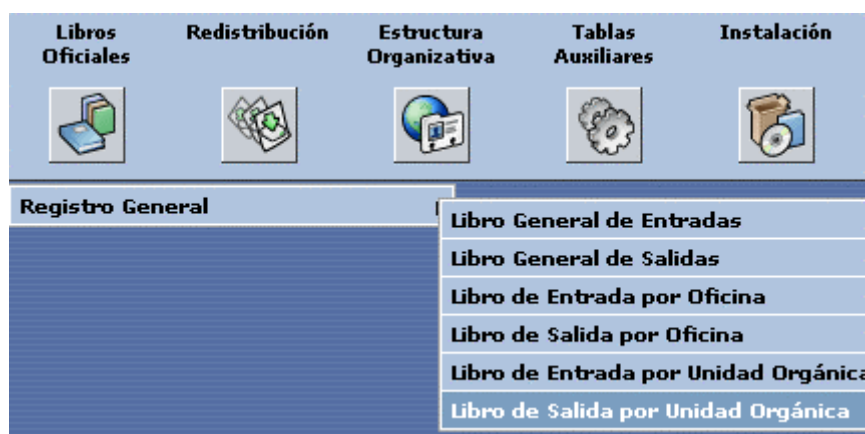 Libros Oficiales
Redistribución
Estructura Organizativa
Tablas Auxiliares
Instalación
Registro General
Libro General de Entradas
Libro General de Salidas
Libro de Entrada por Oficina
Libro de Salida por Oficina
Libro de Entrada por Unidad Orgánica
Libro de Salida por Unidad Orgánica